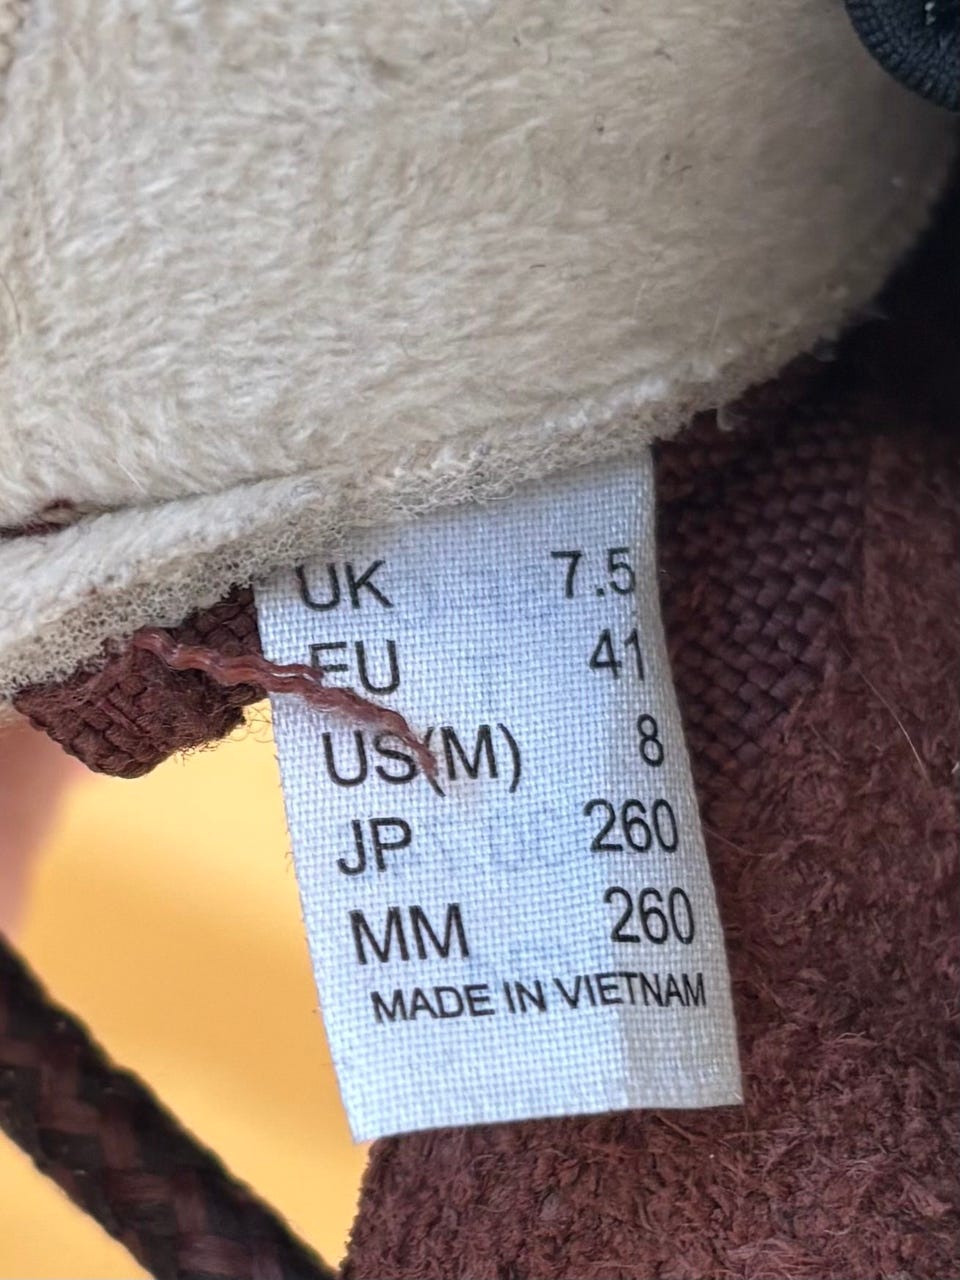 UK 7.5
EU 41
US(M) 8
JP 260
MM 260
MADE IN VIETNAM